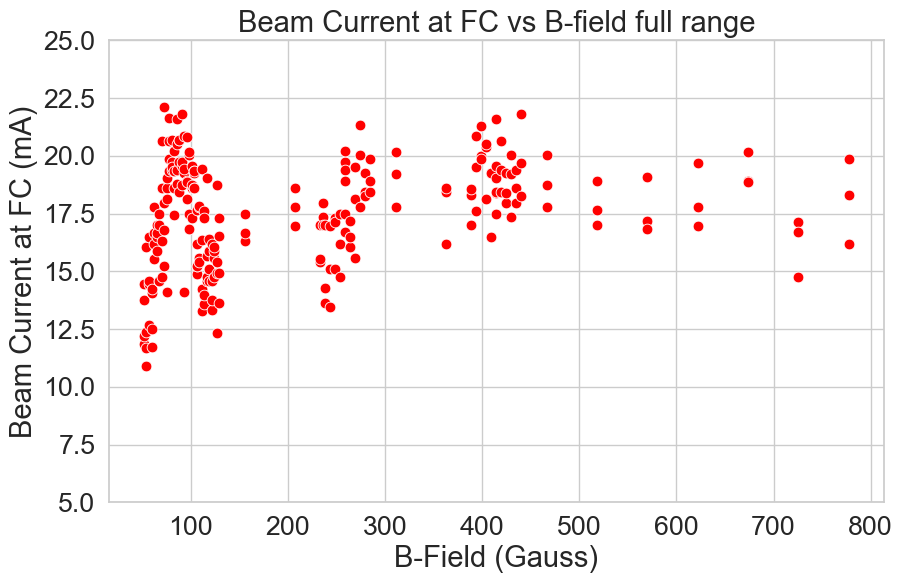 Beam Current at FC vs B-field full range
Beam Current at FC (mA)
25.0
22.5
20.0
17.5
15.0
12.5
10.0
7.5
5.0
100 200 300 400 500 600 700 800
B-Field (Gauss)